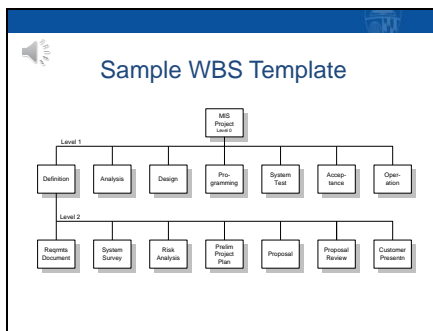 Sample WBS Template
MIS
Project
Level 0
Level 1
Definition
Analysis
Design
Pro-
gramming
System
Test
Accep-
tance
Oper-
ation
Level 2
Reqrmts
Document
System
Survey
Risk
Analysis
Prelim
Project
Plan
Proposal
Proposal
Review
Customer
Presentn